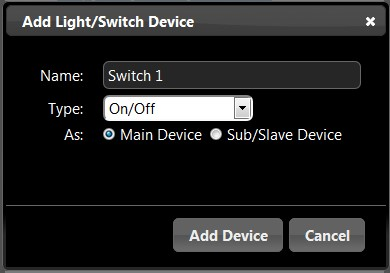 Add Light/Switch Device
Name: Switch 1
Type: On/Off
As: Main Device Sub/Slave Device
Add Device Cancel